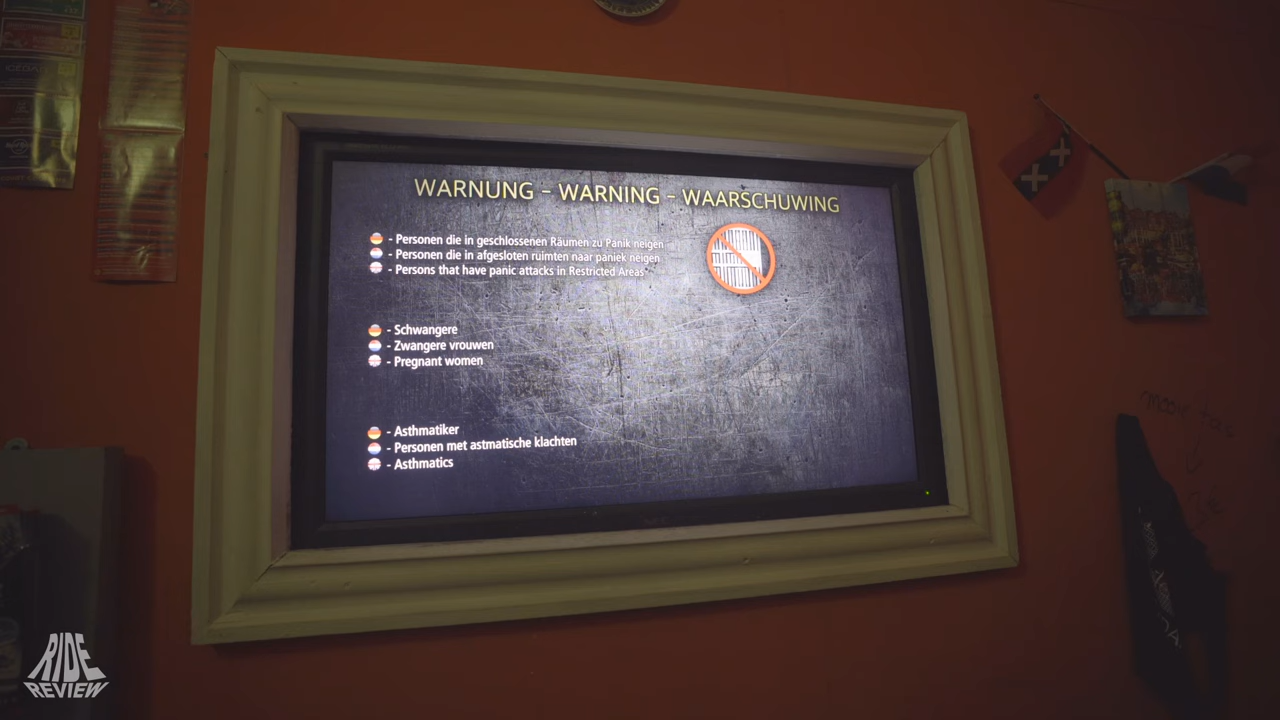 WARNUNG - WARNING - WAARSCHUWING
- Personen die in geschlossenen Räumen zu Panik neigen
- Personen die in afgesloten ruimten naar paniek neigen
- Persons that have panic attacks in Restricted Areas
- Schwangere
- Zwangere vrouwen
- Pregnant women
- Asthmatiker
- Personen met astmatische klachten
- Asthmatics
RIDE
REVIEW